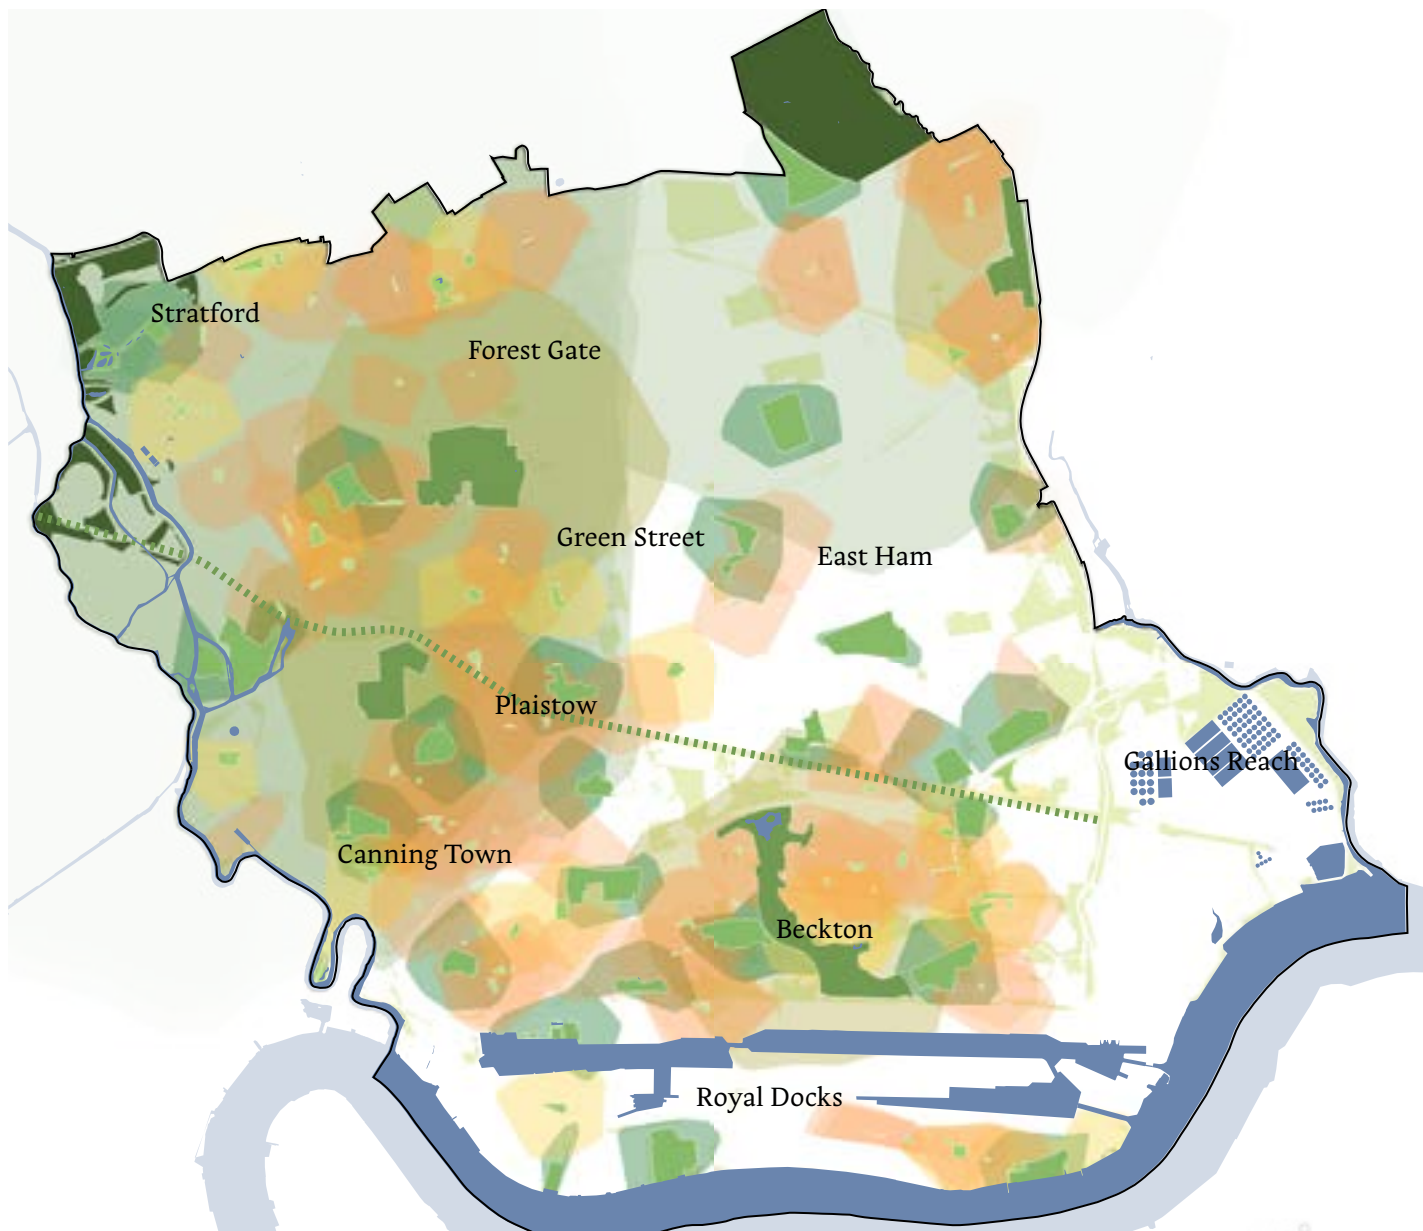 Stratford
Forest Gate
Green Street
East Ham
Plaistow
Gallions Reach
Canning Town
Beckton
Royal Docks